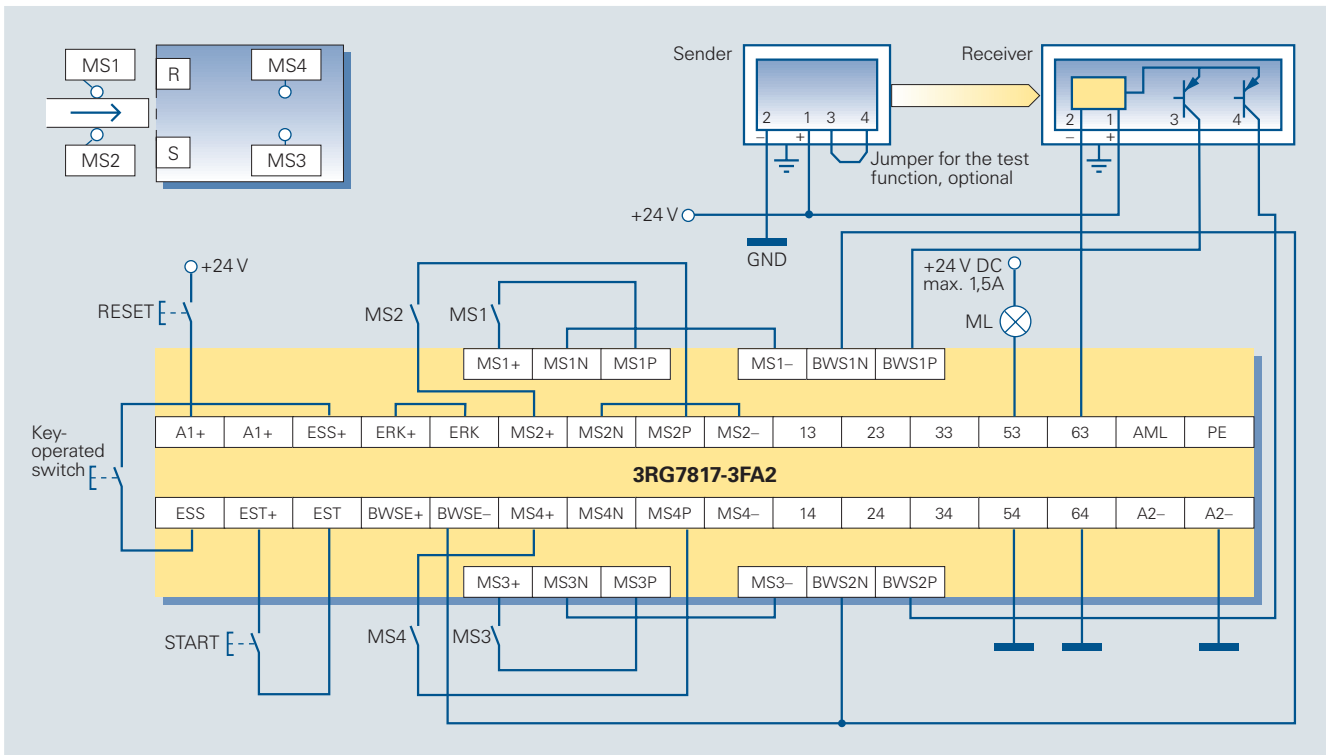 MS1
MS2
R
S
MS4
MS3
Sender
Receiver
2 1 3 4
– +
2 1 3 4
– +
Jumper for the test
function, optional
+24 V
GND
+24 V
RESET
MS2
MS1
+24 V DC
max. 1,5A
ML
MS1+ MS1N MS1P MS1– BWS1N BWS1P
Key-
operated
switch
A1+ A1+ ESS+ ERK+ ERK MS2+ MS2N MS2P MS2– 13 23 33 53 63 AML PE
3RG7817-3FA2
ESS EST+ EST BWSE+ BWSE– MS4+ MS4N MS4P MS4– 14 24 34 54 64 A2– A2–
MS3+ MS3N MS3P MS3– BWS2N BWS2P
START
MS4
MS3